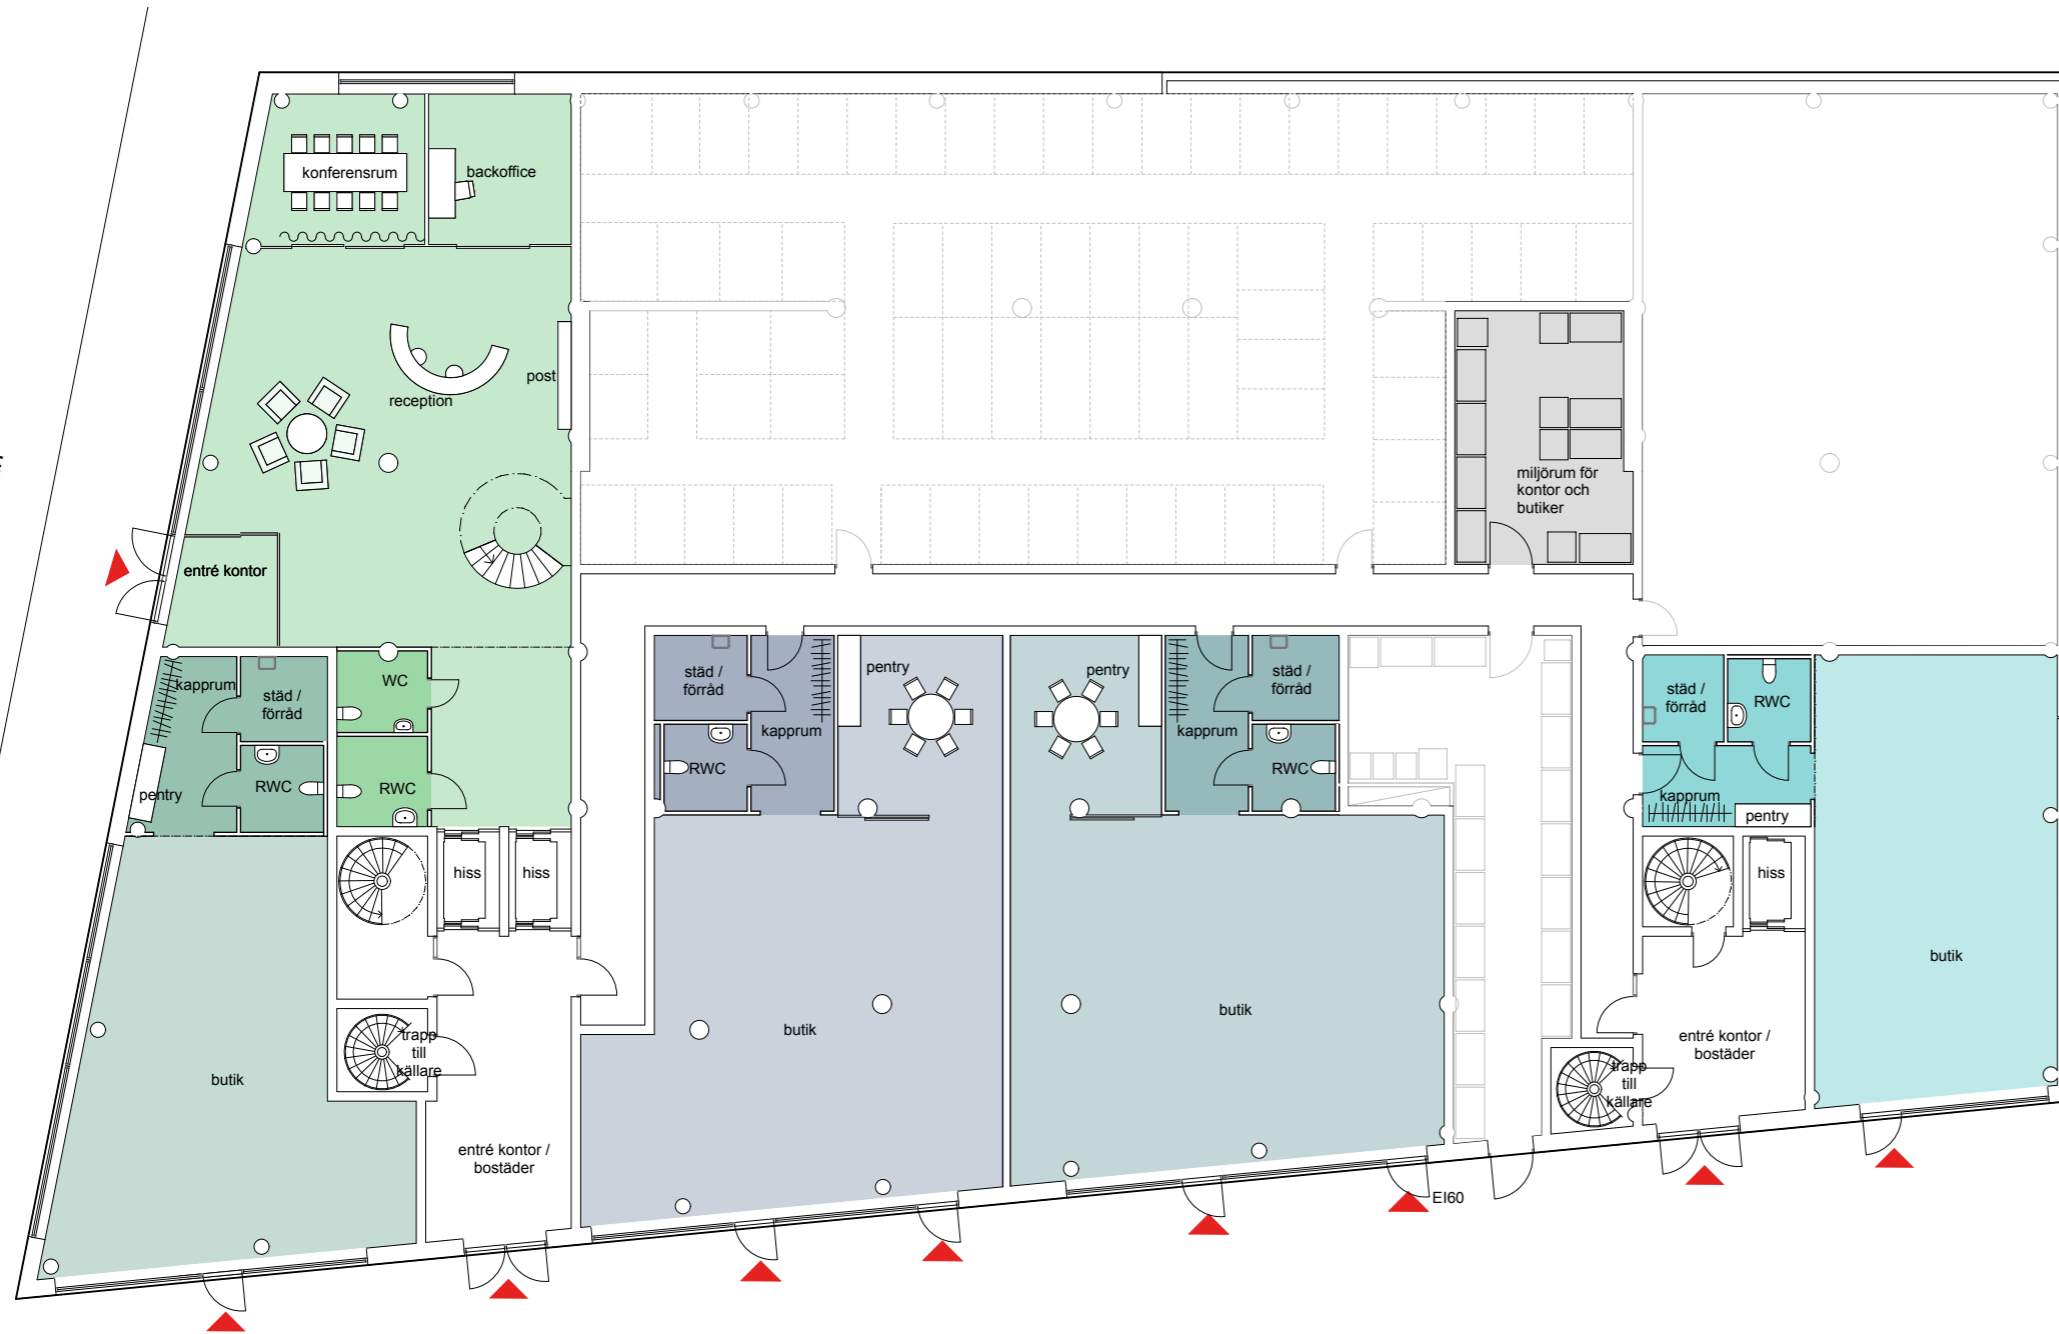 konferensrum
backoffice
post
reception
entré kontor
miljörum för
kontor och
butiker
kapprum
städ /
förråd
WC
pentry
RWC
RWC
städ /
förråd
pentry
kapprum
RWC
pentry
städ /
förråd
kapprum
RWC
städ /
förråd
RWC
kapprum
pentry
hiss
hiss
hiss
butik
butik
butik
butik
trapp
till
källare
entré kontor /
bostäder
trapp
till
källare
entré kontor /
bostäder
EI60